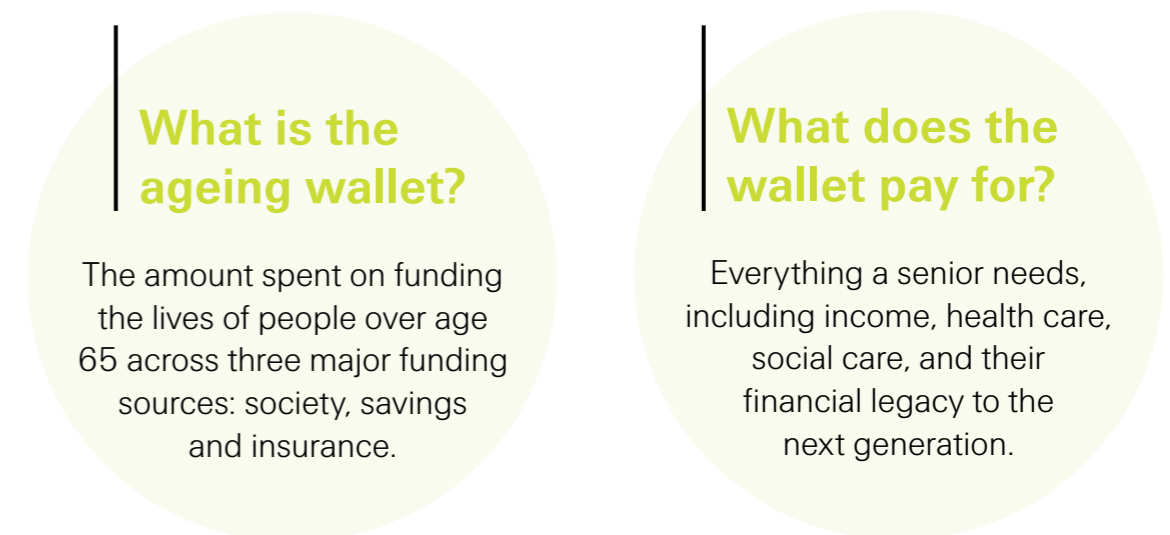 What is the
ageing wallet?
The amount spent on funding
the lives of people over age
65 across three major funding
sources: society, savings
and insurance.
What does the
wallet pay for?
Everything a senior needs,
including income, health care,
social care, and their
financial legacy to the
next generation.